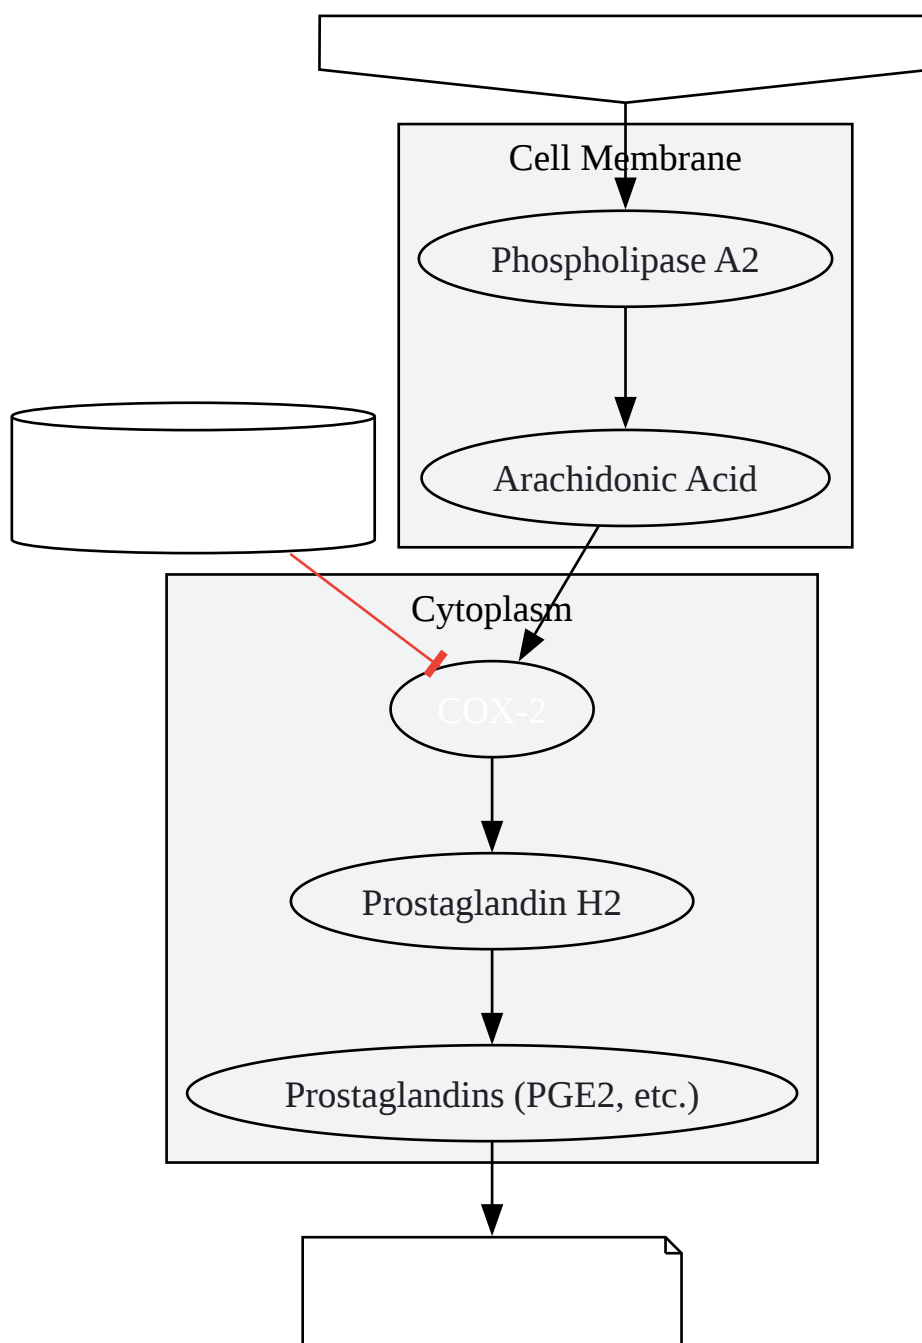 Cell Membrane
Phospholipase A2
Arachidonic Acid
Cytoplasm
COX-2
Prostaglandin H2
Prostaglandins (PGE2, etc.)